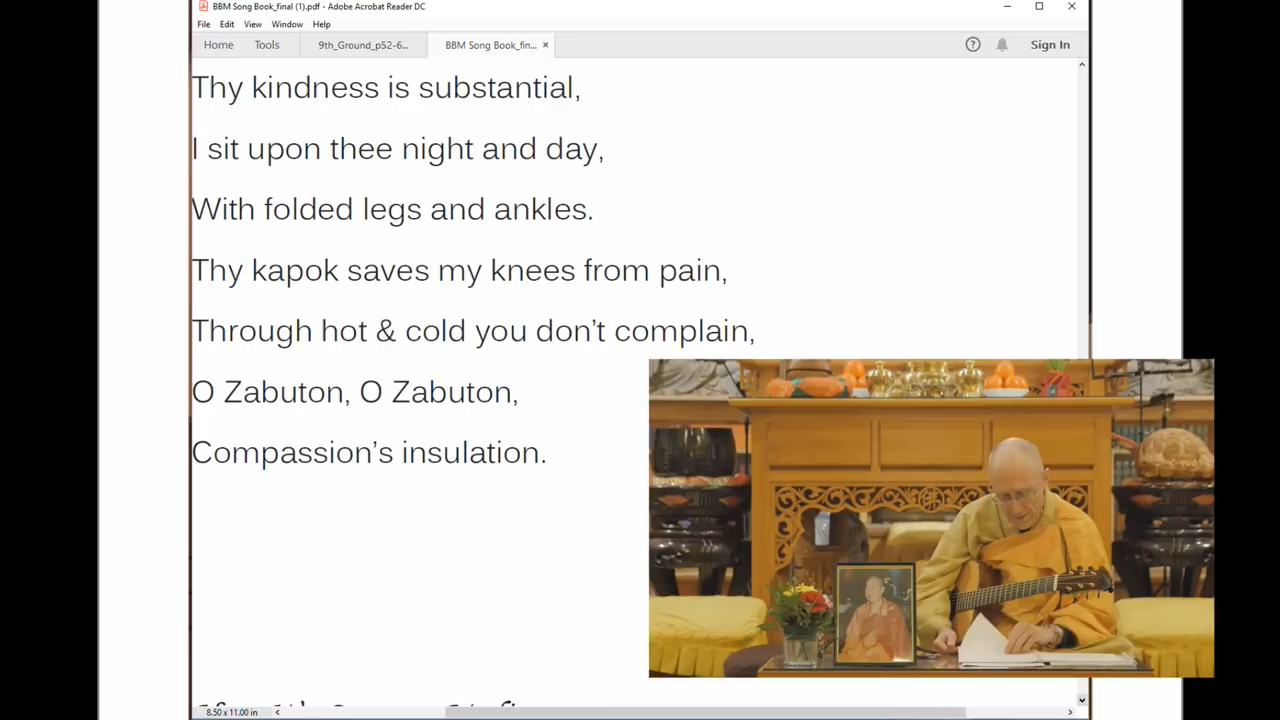 BBM Song Book_final (1).pdf - Adobe Acrobat Reader DC
File Edit View Window Help
Home Tools 9th_Ground_p52-6... BBM Song Book_fin... × Sign In
Thy kindness is substantial,
I sit upon thee night and day,
With folded legs and ankles.
Thy kapok saves my knees from pain,
Through hot & cold you don’t complain,
O Zabuton, O Zabuton,
Compassion’s insulation.
8.50 x 11.00 in